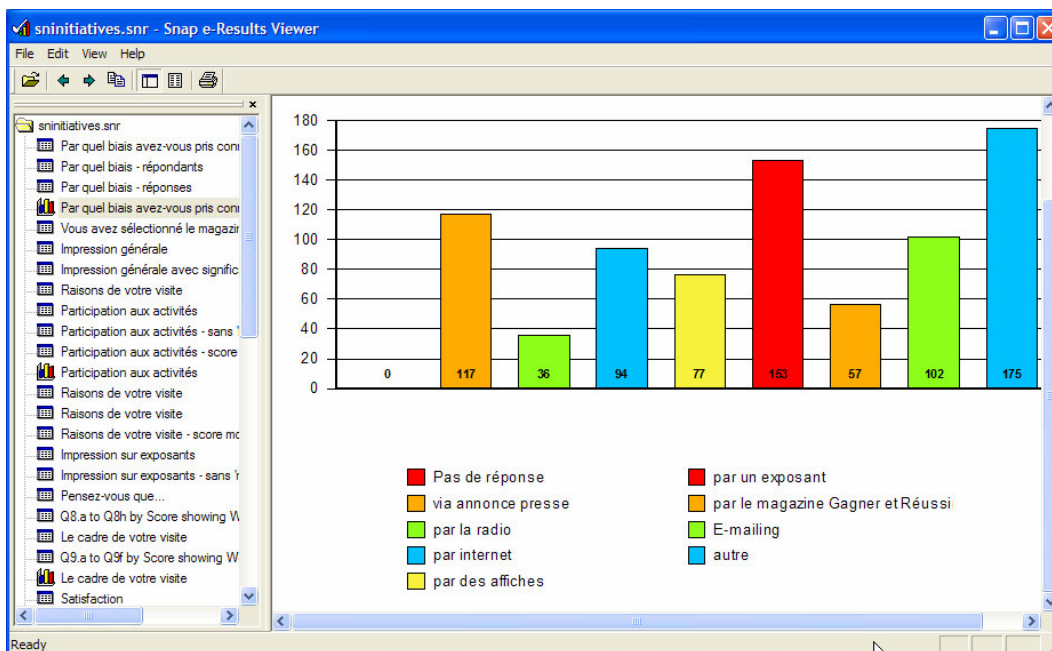 sninitiatives.snr - Snap e-Results Viewer
File Edit View Help
sninitiatives.snr
Par quel biais avez-vous pris conn
Par quel biais - répondants
Par quel biais - réponses
Par quel biais avez-vous pris conn
Vous avez sélectionné le magazin
Impression générale
Impression générale avec signific
Raisons de votre visite
Participation aux activités
Participation aux activités - sans '
Participation aux activités - score
Participation aux activités
Raisons de votre visite
Raisons de votre visite
Raisons de votre visite - score mo
Impression sur exposants
Impression sur exposants - sans 'r
Pensez-vous que...
Q8.a to Q8h by Score showing W
Le cadre de votre visite
Q9.a to Q9f by Score showing W
Le cadre de votre visite
Satisfaction
180
160
140
120
100
80
60
40
20
0
0 117 36 94 77 153 57 102 175
Pas de réponse
via annonce presse
par la radio
par internet
par des affiches
par un exposant
par le magazine Gagner et Réussi
E-mailing
autre
Ready